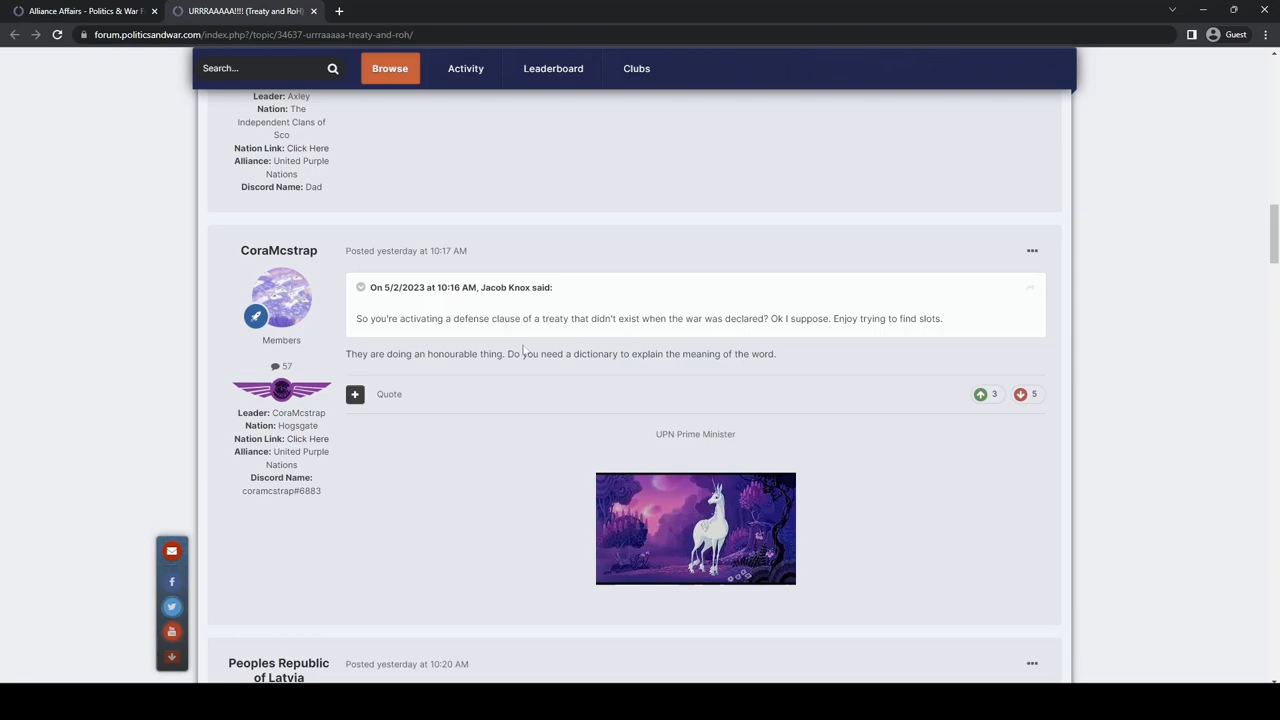 Alliance Affairs - Politics & War F
URRRAAAAA!!!! (Treaty and RoH)
forum.politicsandwar.com/index.php?/topic/34637-urrraaaaa-treaty-and-roh/
Guest
Search...
Browse
Activity
Leaderboard
Clubs
Leader: Axley
Nation: The
Independent Clans of
Sco
Nation Link: Click Here
Alliance: United Purple
Nations
Discord Name: Dad
CoraMcstrap
Posted yesterday at 10:17 AM
On 5/2/2023 at 10:16 AM, Jacob Knox said:
So you're activating a defense clause of a treaty that didn't exist when the war was declared? Ok I suppose. Enjoy trying to find slots.
Members
They are doing an honourable thing. Do you need a dictionary to explain the meaning of the word.
57
Quote
3
5
Leader: CoraMcstrap
Nation: Hogsgate
Nation Link: Click Here
Alliance: United Purple
Nations
Discord Name:
coramcstrap#6883
UPN Prime Minister
Peoples Republic
of Latvia
Posted yesterday at 10:20 AM